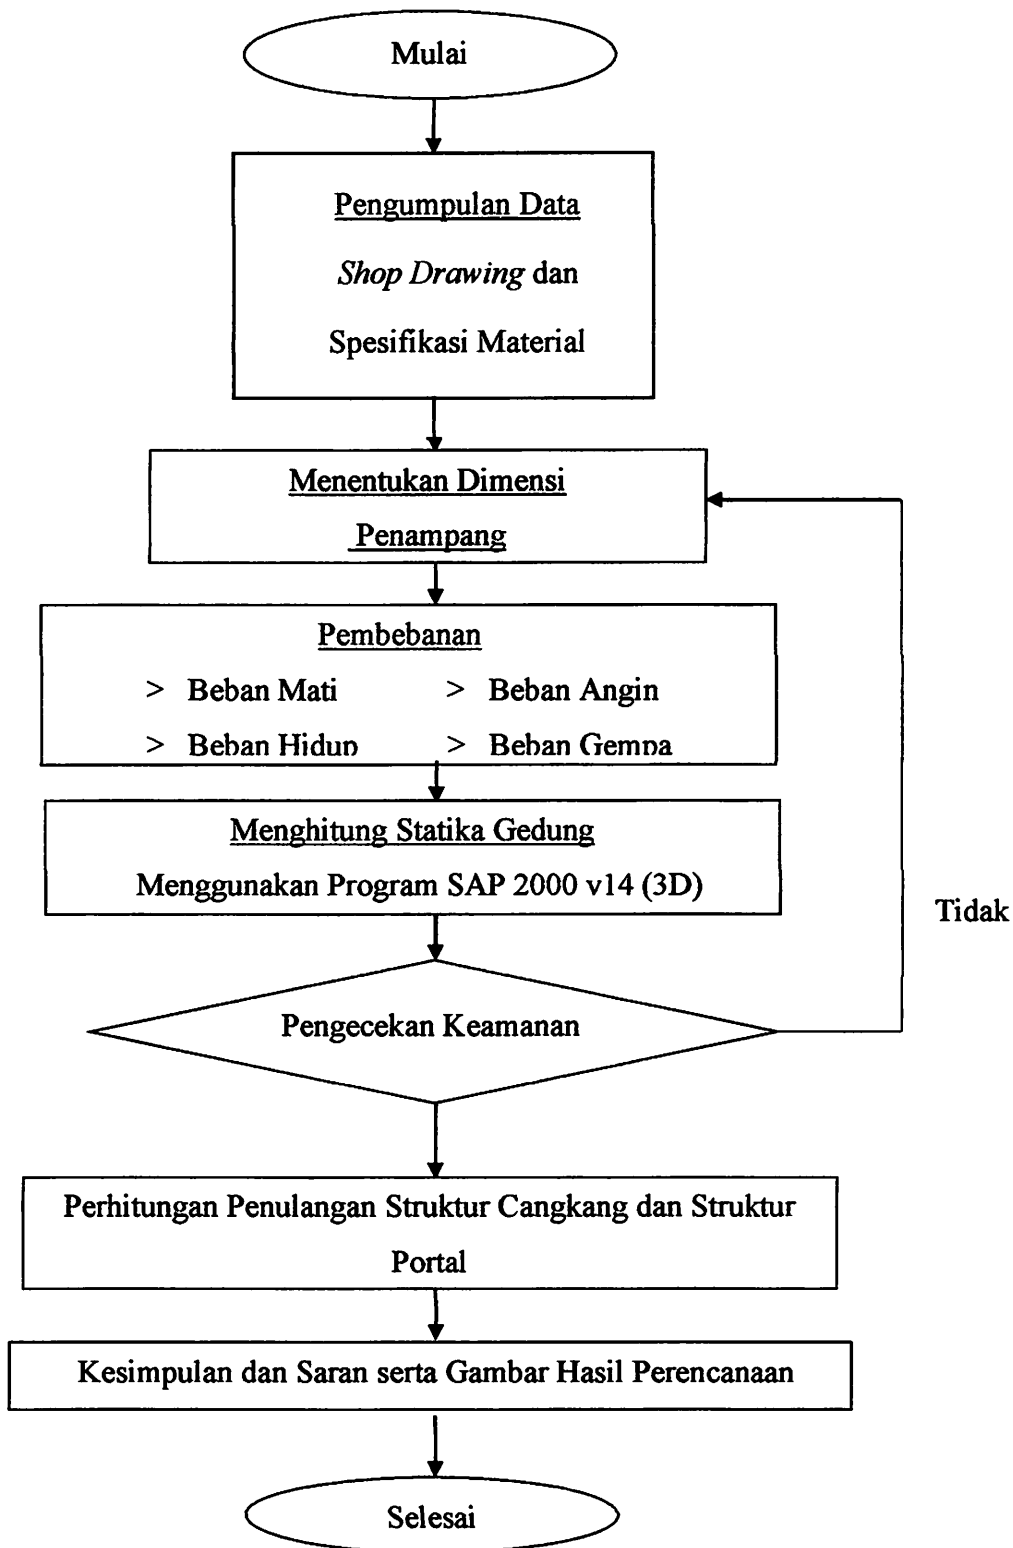 Mulai
Pengumpulan Data
Shop Drawing dan
Spesifikasi Material
Menentukan Dimensi
Penampang
Pembebanan
> Beban Mati > Beban Angin
> Beban Hidup > Beban Gempa
Menghitung Statika Gedung
Menggunakan Program SAP 2000 v14 (3D)
Tidak
Pengecekan Keamanan
Perhitungan Penulangan Struktur Cangkang dan Struktur
Portal
Kesimpulan dan Saran serta Gambar Hasil Perencanaan
Selesai